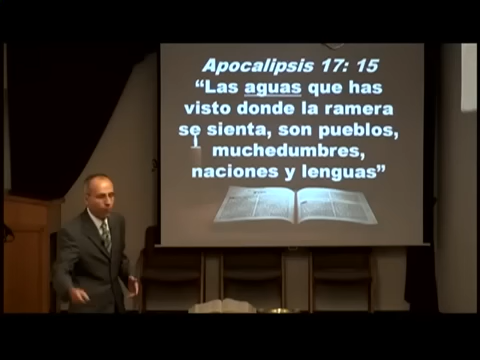 Apocalipsis 17: 15
“Las aguas que has
visto donde la ramera
se sienta, son pueblos,
muchedumbres,
naciones y lenguas”